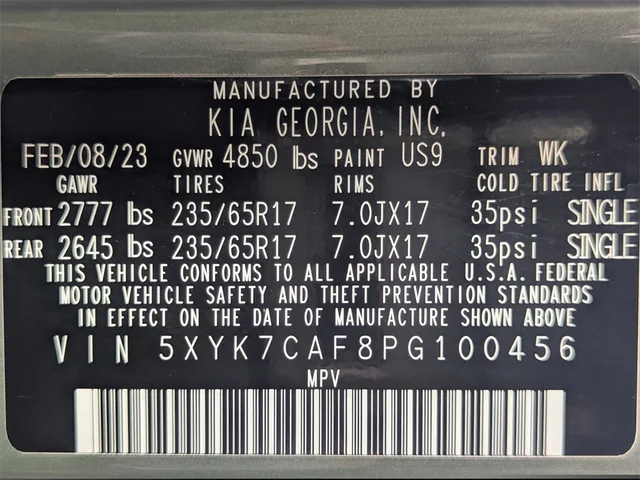 MANUFACTURED BY
KIA GEORGIA, INC.
FEB/08/23 GVWR 4850 lbs PAINT US9 TRIM WK
GAWR TIRES RIMS COLD TIRE INFL
FRONT 2777 lbs 235/65R17 7.0JX17 35psi SINGLE
REAR 2645 lbs 235/65R17 7.0JX17 35psi SINGLE
THIS VEHICLE CONFORMS TO ALL APPLICABLE U.S.A. FEDERAL
MOTOR VEHICLE SAFETY AND THEFT PREVENTION STANDARDS
IN EFFECT ON THE DATE OF MANUFACTURE SHOWN ABOVE
VIN 5XYK7CAF8PG100456
MPV